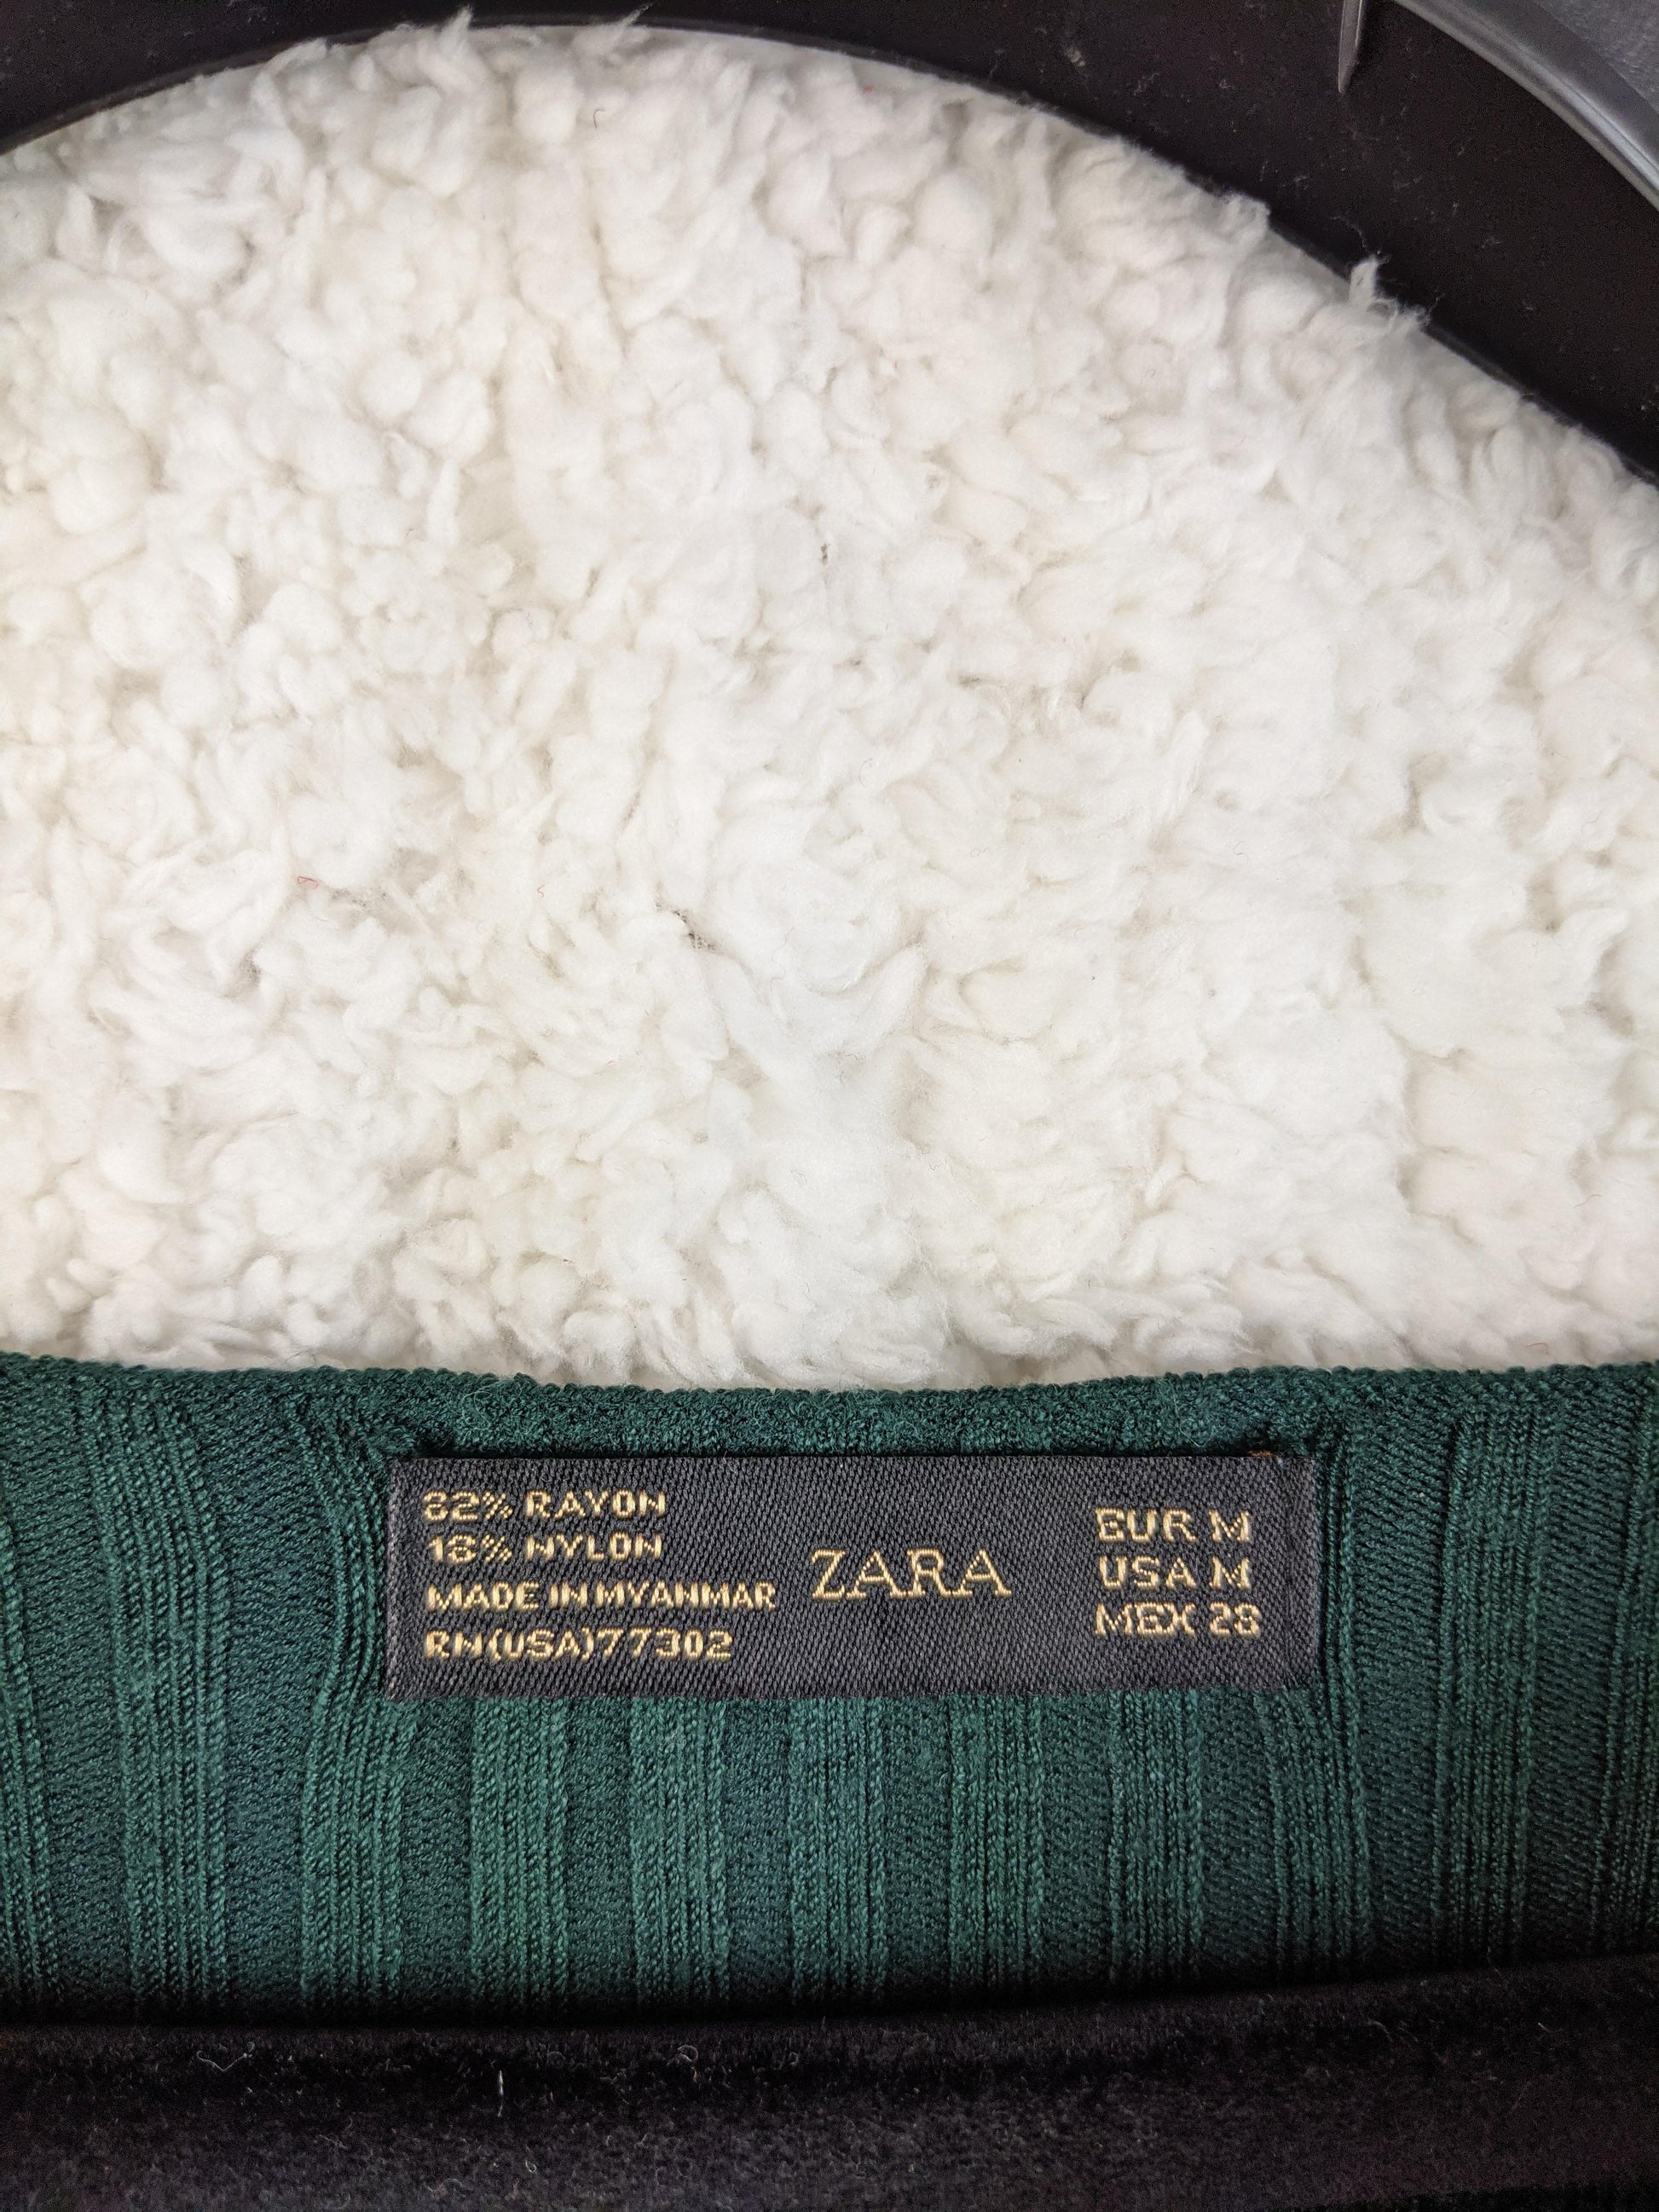 82% RAYON
18% NYLON
MADE IN MYANMAR
RN(USA)77302
ZARA
EUR M
USA M
MEX 28